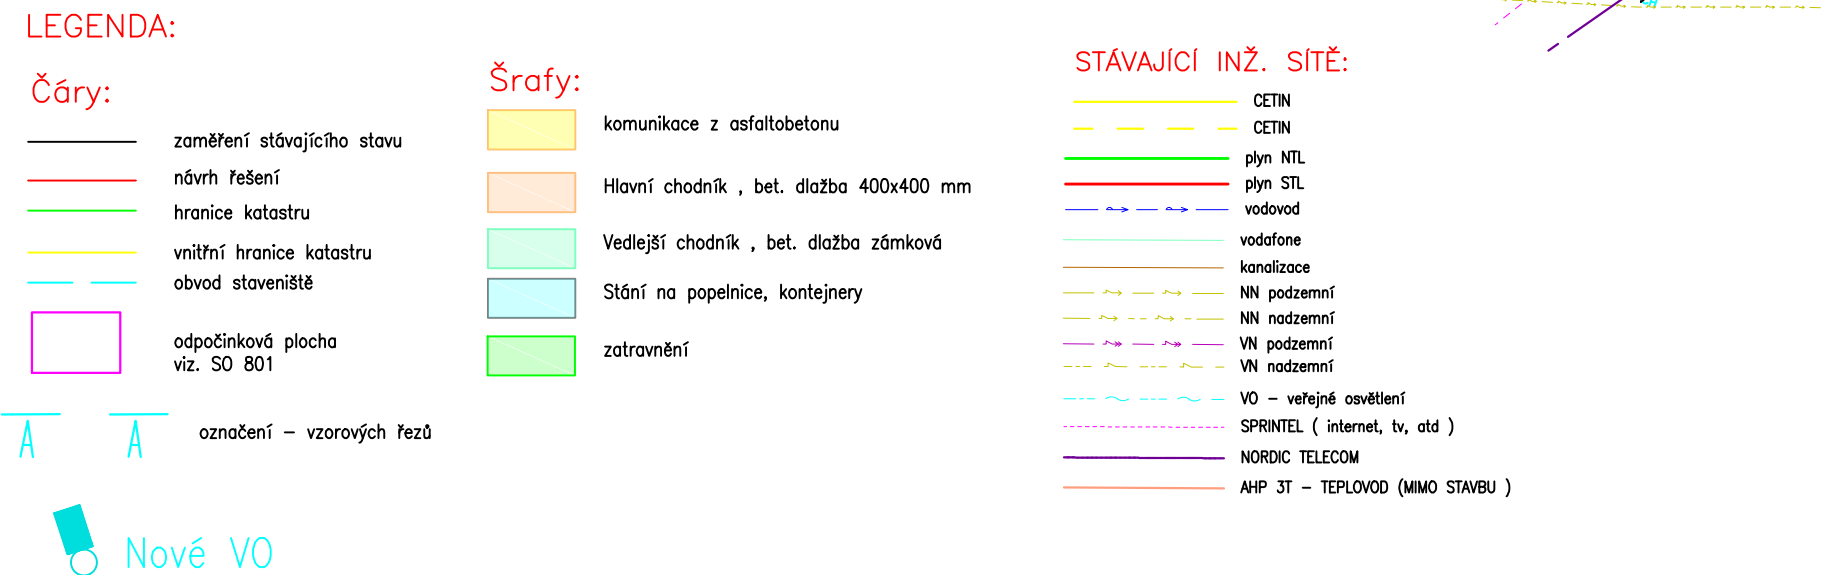 LEGENDA:
Čáry:
zaměření stávajícího stavu
návrh řešení
hranice katastru
vnitřní hranice katastru
obvod staveniště
odpočinková plocha
viz. SO 801
A A
označení – vzorových řezů
Nové VO
Šrafy:
komunikace z asfaltobetonu
Hlavní chodník , bet. dlažba 400x400 mm
Vedlejší chodník , bet. dlažba zámková
Stání na popelnice, kontejnery
zatravnění
STÁVAJÍCÍ INŽ. SÍTĚ:
CETIN
CETIN
plyn NTL
plyn STL
vodovod
vodafone
kanalizace
NN podzemní
NN nadzemní
VN podzemní
VN nadzemní
VO – veřejné osvětlení
SPRINTEL ( internet, tv, atd )
NORDIC TELECOM
AHP 3T – TEPLOVOD (MIMO STAVBU )